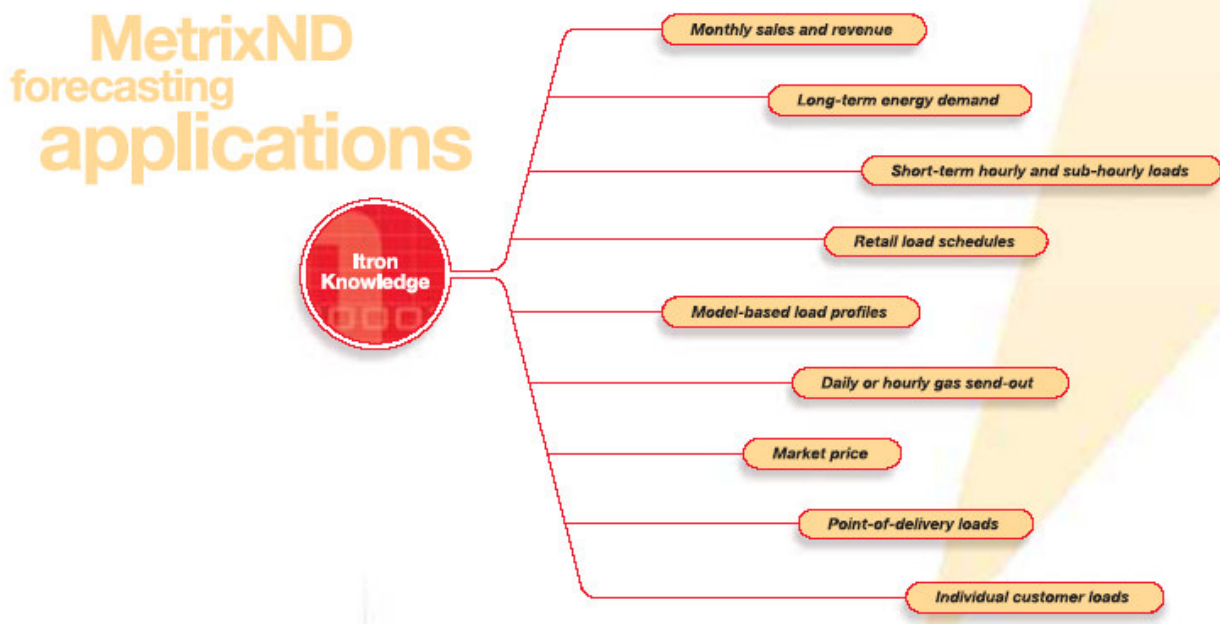 MetrixND
forecasting
applications
Itron
Knowledge
Monthly sales and revenue
Long-term energy demand
Short-term hourly and sub-hourly loads
Retail load schedules
Model-based load profiles
Daily or hourly gas send-out
Market price
Point-of-delivery loads
Individual customer loads